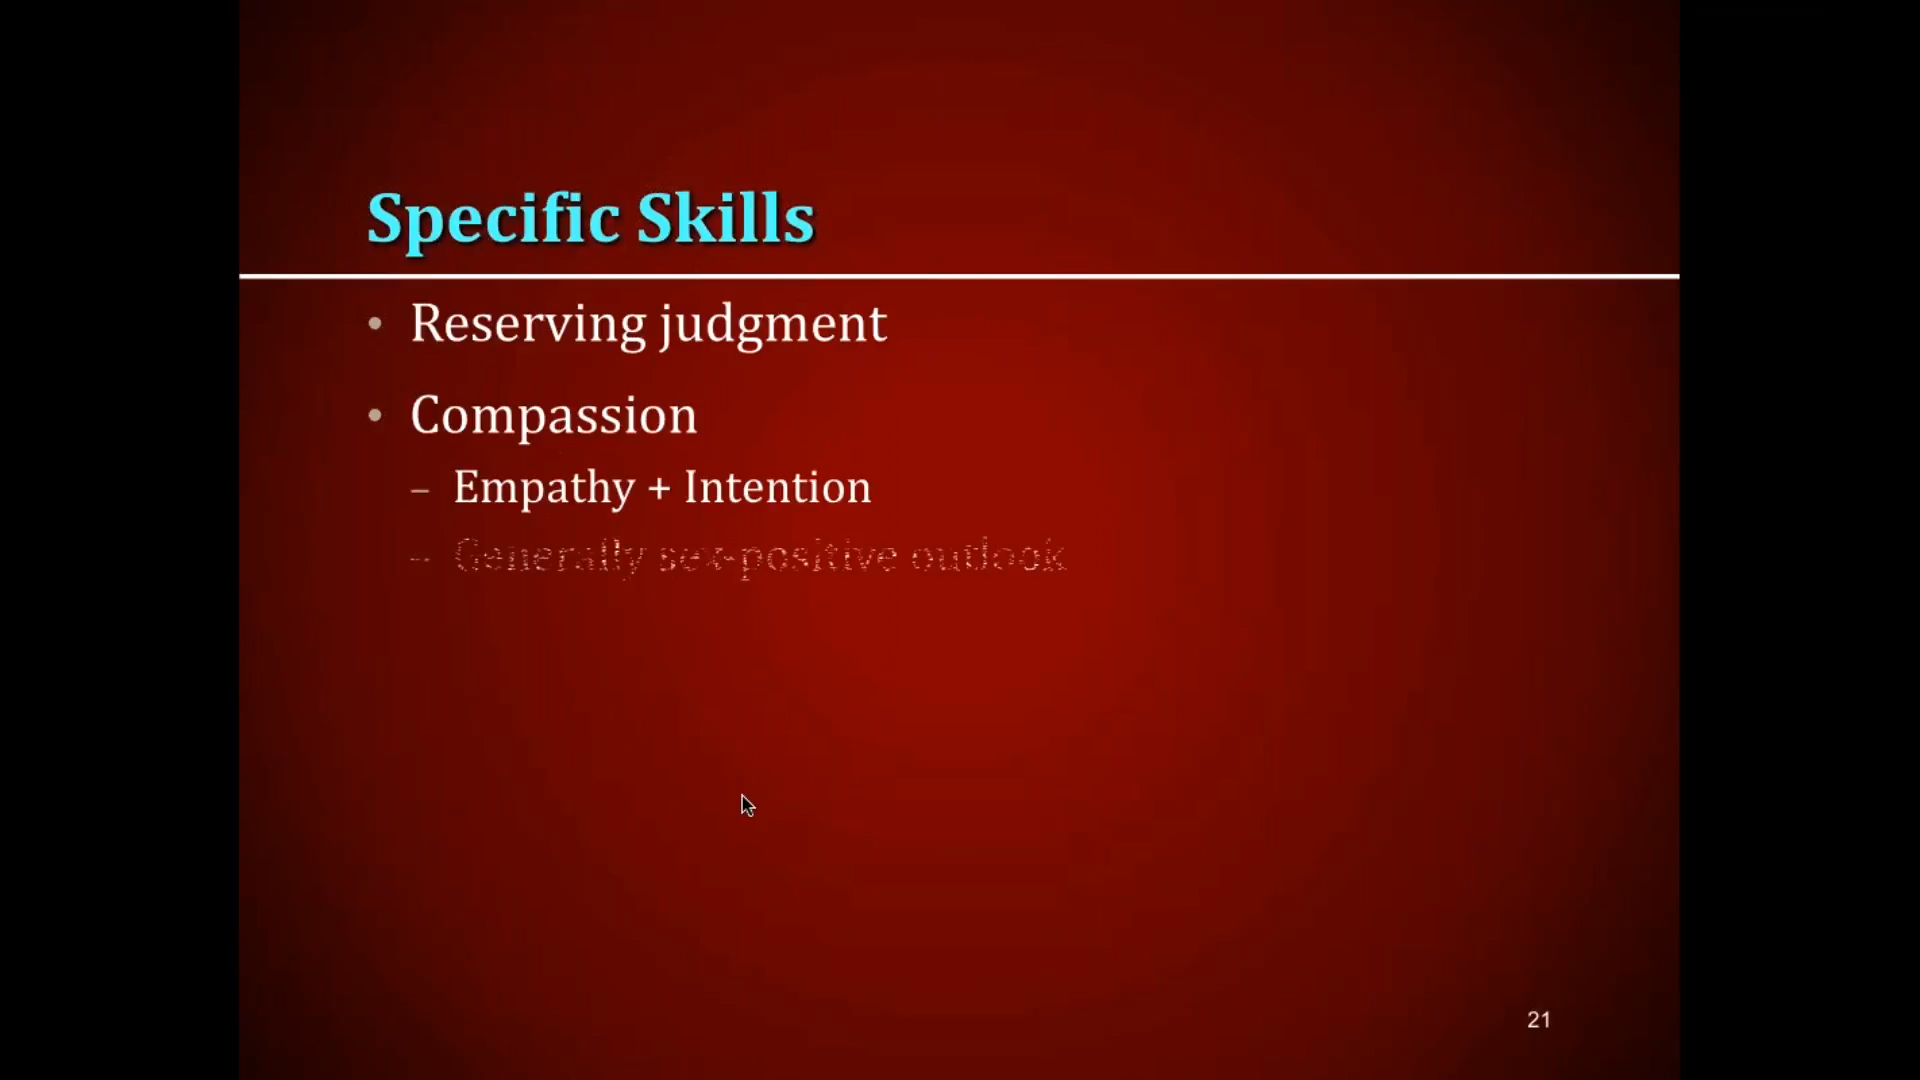 Specific Skills
• Reserving judgment
• Compassion
– Empathy + Intention
– Generally sex-positive outlook
21